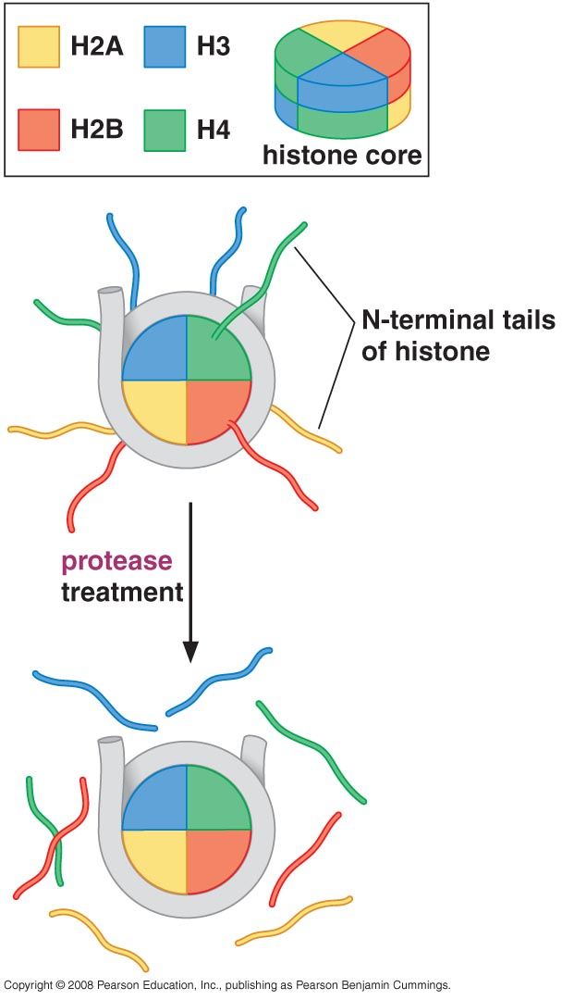 H2A
H3
H2B
H4
histone core
N-terminal tails
of histone
protease
treatment
Copyright © 2008 Pearson Education, Inc., publishing as Pearson Benjamin Cummings.